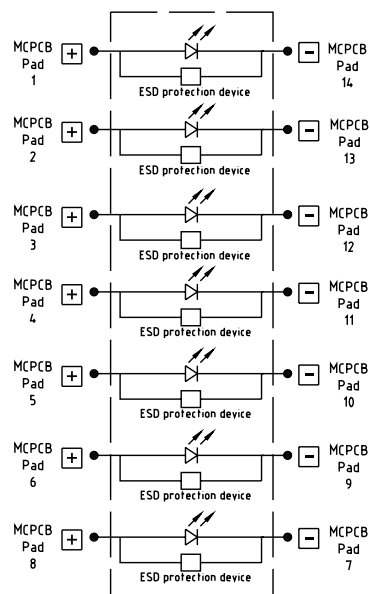 MCPCB
Pad
1
+
ESD protection device
-
MCPCB
Pad
14
MCPCB
Pad
2
+
ESD protection device
-
MCPCB
Pad
13
MCPCB
Pad
3
+
ESD protection device
-
MCPCB
Pad
12
MCPCB
Pad
4
+
ESD protection device
-
MCPCB
Pad
11
MCPCB
Pad
5
+
ESD protection device
-
MCPCB
Pad
10
MCPCB
Pad
6
+
ESD protection device
-
MCPCB
Pad
9
MCPCB
Pad
8
+
ESD protection device
-
MCPCB
Pad
7